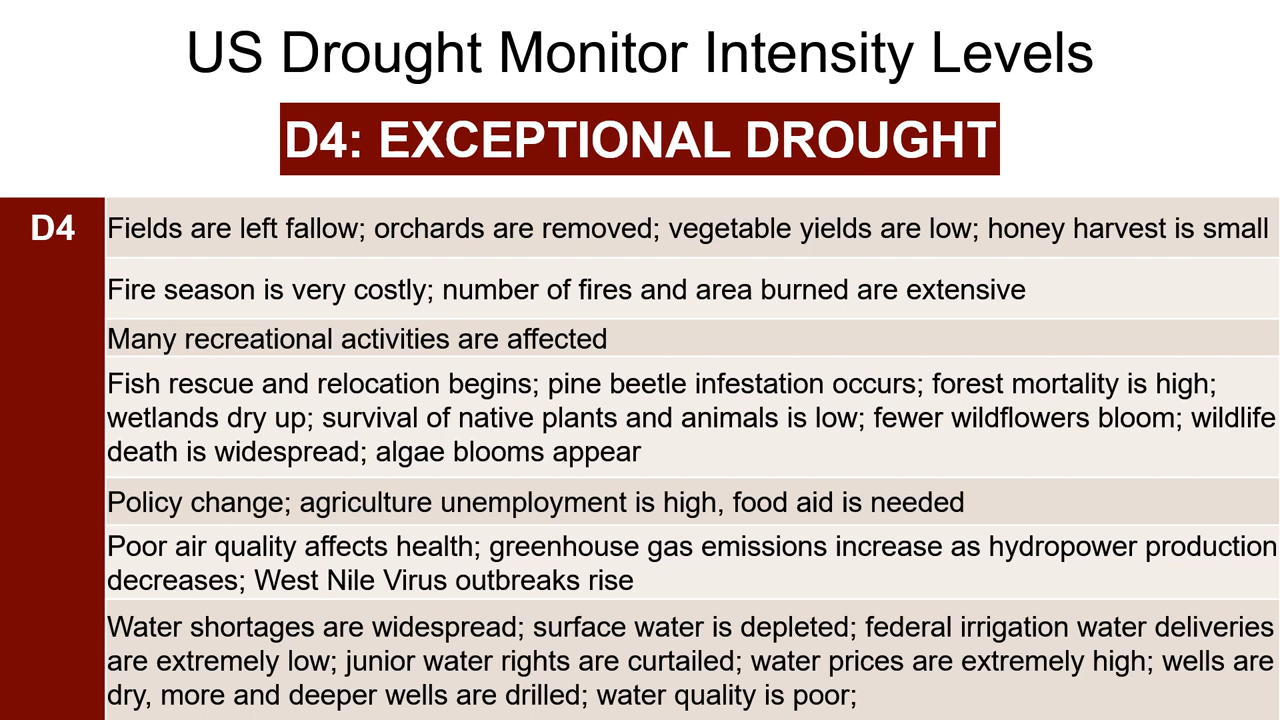 US Drought Monitor Intensity Levels
D4: EXCEPTIONAL DROUGHT
D4
Fields are left fallow; orchards are removed; vegetable yields are low; honey harvest is small
Fire season is very costly; number of fires and area burned are extensive
Many recreational activities are affected
Fish rescue and relocation begins; pine beetle infestation occurs; forest mortality is high;
wetlands dry up; survival of native plants and animals is low; fewer wildflowers bloom; wildlife
death is widespread; algae blooms appear
Policy change; agriculture unemployment is high, food aid is needed
Poor air quality affects health; greenhouse gas emissions increase as hydropower production
decreases; West Nile Virus outbreaks rise
Water shortages are widespread; surface water is depleted; federal irrigation water deliveries
are extremely low; junior water rights are curtailed; water prices are extremely high; wells are
dry, more and deeper wells are drilled; water quality is poor;